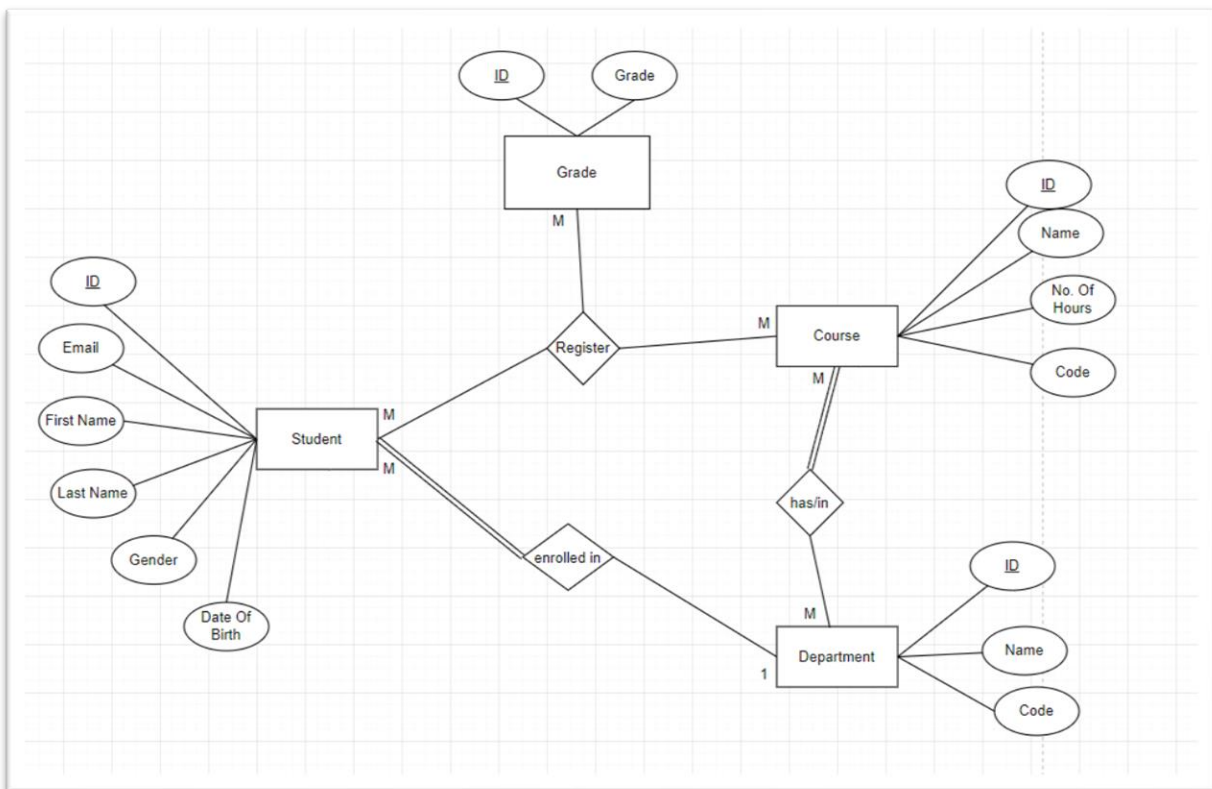 ID
Grade
Grade
M
ID
Name
No. Of
Hours
Code
Course
M
M
Register
ID
Email
First Name
Last Name
Gender
Date Of
Birth
Student
M
M
enrolled in
has/in
M
1
Department
ID
Name
Code